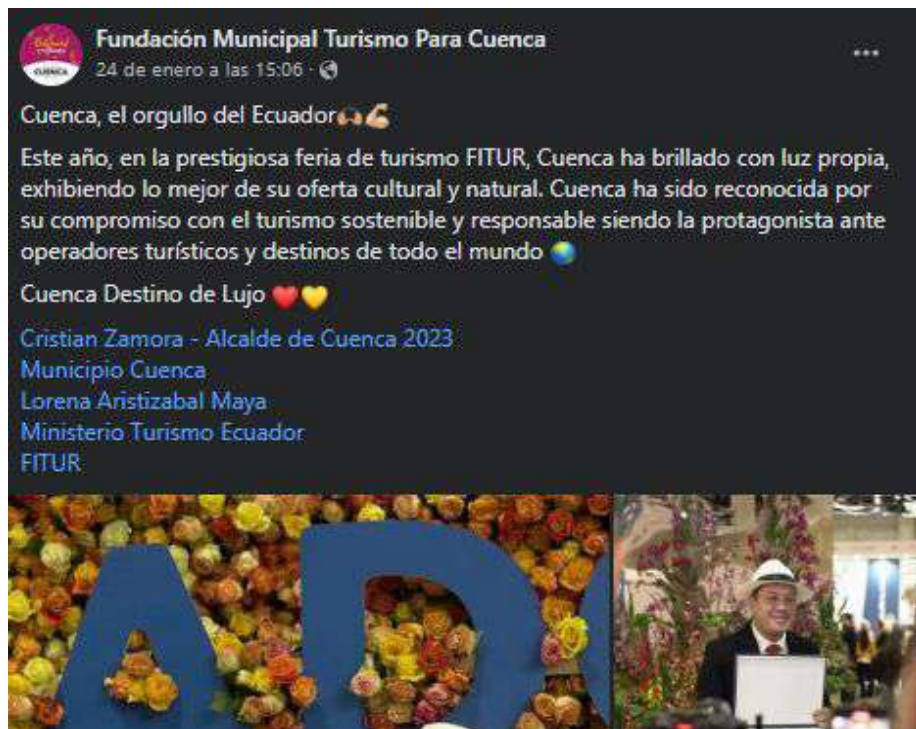 Fundación Municipal Turismo Para Cuenca
24 de enero a las 15:06 ·
CUENCA
Cuenca, el orgullo del Ecuador
Este año, en la prestigiosa feria de turismo FITUR, Cuenca ha brillado con luz propia,
exhibiendo lo mejor de su oferta cultural y natural. Cuenca ha sido reconocida por
su compromiso con el turismo sostenible y responsable siendo la protagonista ante
operadores turísticos y destinos de todo el mundo 🌏
Cuenca Destino de Lujo ❤️💛
Cristian Zamora - Alcalde de Cuenca 2023
Municipio Cuenca
Lorena Aristizabal Maya
Ministerio Turismo Ecuador
FITUR
AD